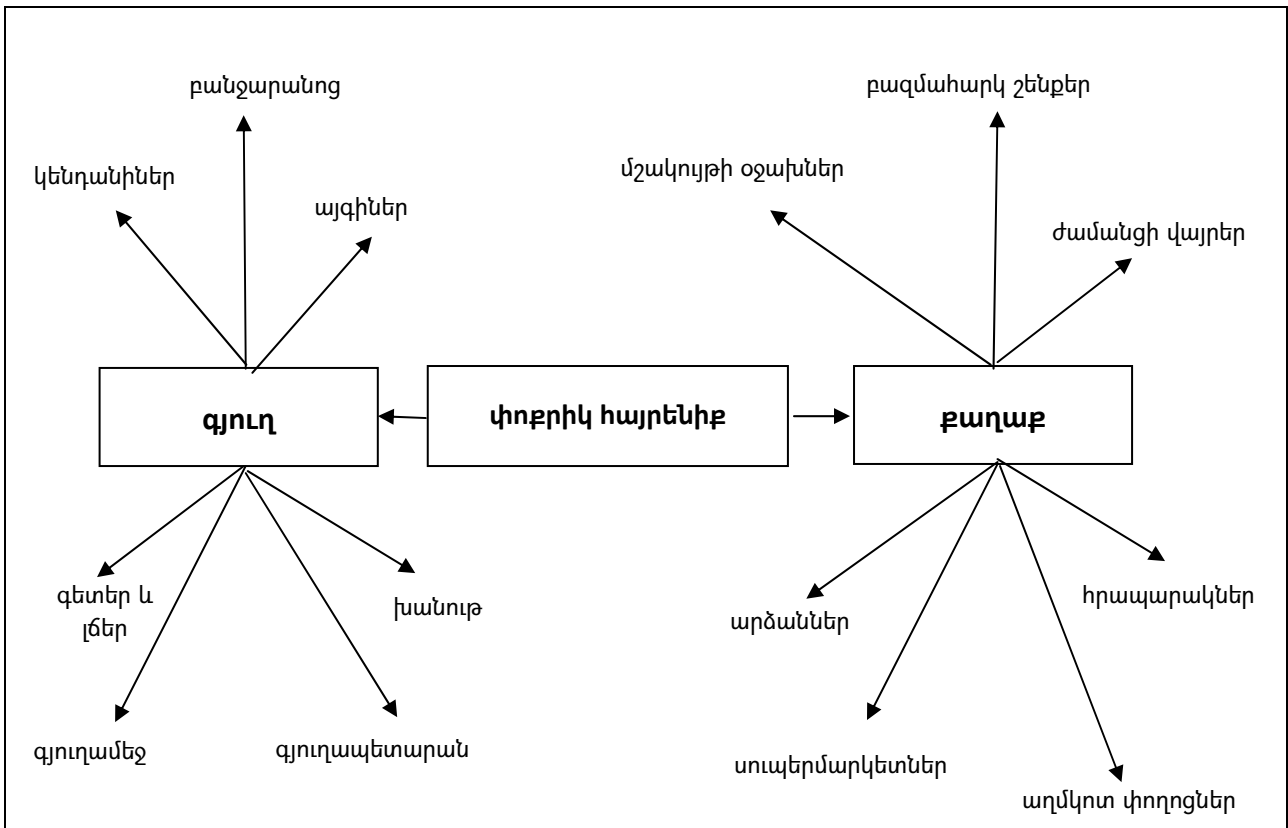 բանջարանոց
բազմահարկ շենքեր
կենդանիներ
մշակույթի օջախներ
այգիներ
ժամանցի վայրեր
գյուղ
փոքրիկ հայրենիք
քաղաք
գետեր և
լճեր
խանութ
արձաններ
հրապարակներ
գյուղամեջ
գյուղապետարան
սուպերմարկետներ
աղմկոտ փողոցներ